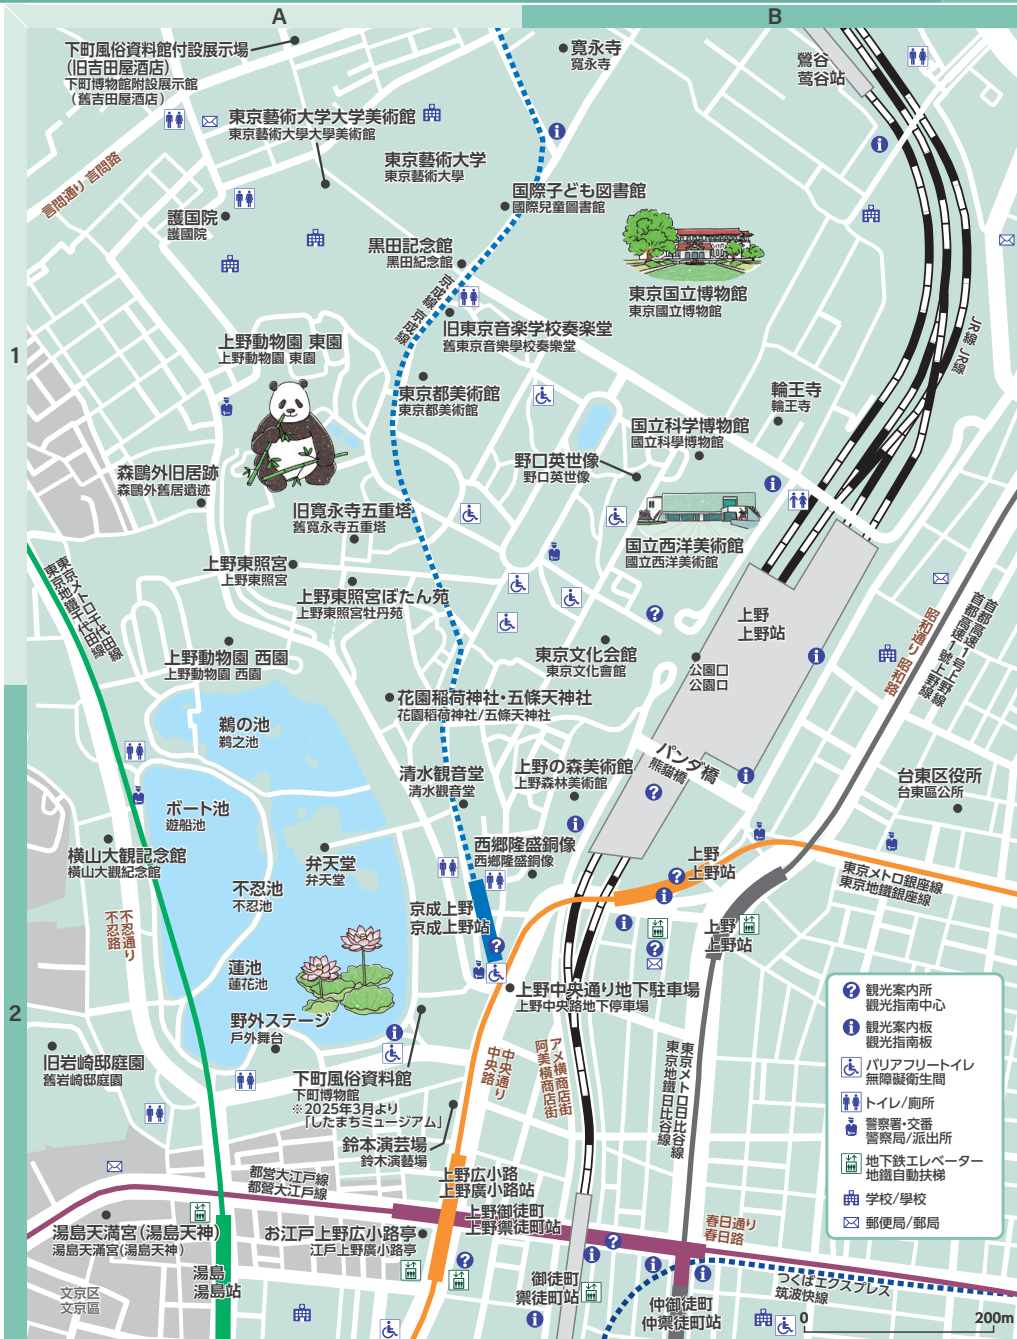 A
B
下町風俗資料館付設展示場
(旧吉田屋酒店)
下町博物館附設展示館
(舊吉田屋酒店)
寛永寺
寬永寺
鶯谷
鶯谷站
東京藝術大学大学美術館
東京藝術大學大學美術館
東京藝術大学
東京藝術大學
言問通り 言問路
国際子ども図書館
國際兒童圖書館
護国院
護國院
黒田記念館
黑田紀念館
京成線 京成線
東京国立博物館
東京國立博物館
旧東京音楽学校奏楽堂
舊東京音樂學校奏樂堂
JR線 JR線
1
上野動物園 東園
上野動物園 東園
東京都美術館
東京都美術館
輪王寺
輪王寺
国立科学博物館
國立科學博物館
野口英世像
野口英世像
森鷗外旧居跡
森鷗外舊居遺迹
旧寛永寺五重塔
舊寬永寺五重塔
国立西洋美術館
國立西洋美術館
上野東照宮
上野東照宮
上野東照宮ぼたん苑
上野東照宮牡丹苑
東京メトロ千代田線
東京地鐵千代田線
上野
上野站
昭和通り 昭和路
首都高速1号上野線
首都高速1號上野線
上野動物園 西園
上野動物園 西園
東京文化会館
東京文化會館
公園口
公園口
花園稲荷神社・五條天神社
花園稻荷神社/五條天神社
鵜の池
鵜之池
パンダ橋
熊貓橋
清水観音堂
清水觀音堂
上野の森美術館
上野森林美術館
台東区役所
台東區公所
ボート池
遊船池
横山大観記念館
橫山大觀紀念館
弁天堂
弁天堂
西郷隆盛銅像
西郷隆盛銅像
上野
上野站
東京メトロ銀座線
東京地鐵銀座線
不忍池
不忍池
不忍通り
不忍路
京成上野
京成上野站
上野
上野站
蓮池
蓮花池
上野中央通り地下駐車場
上野中央路地下停車場
2
野外ステージ
戶外舞台
旧岩崎邸庭園
舊岩崎邸庭園
中央通り
中央路
アメ横商店街
阿美橫商店街
東京メトロ日比谷線
東京地鐵日比谷線
下町風俗資料館
下町博物館
※2025年3月より
「したまちミュージアム」
鈴本演芸場
鈴木演藝場
都営大江戸線
都營大江戶線
上野広小路
上野廣小路站
上野御徒町
上野禦徒町站
春日通り
春日路
湯島天満宮(湯島天神)
湯島天滿宮(湯島天神)
お江戸上野広小路亭
江戶上野廣小路亭
湯島
湯島站
文京区
文京區
御徒町
禦徒町站
仲御徒町
仲禦徒町站
つくばエクスプレス
筑波快線
観光案内所
觀光指南中心
観光案内板
觀光指南板
バリアフリートイレ
無障礙衛生間
トイレ/廁所
警察署・交番
警察局/派出所
地下鉄エレベーター
地鐵自動扶梯
学校/學校
郵便局/郵局
0
200m